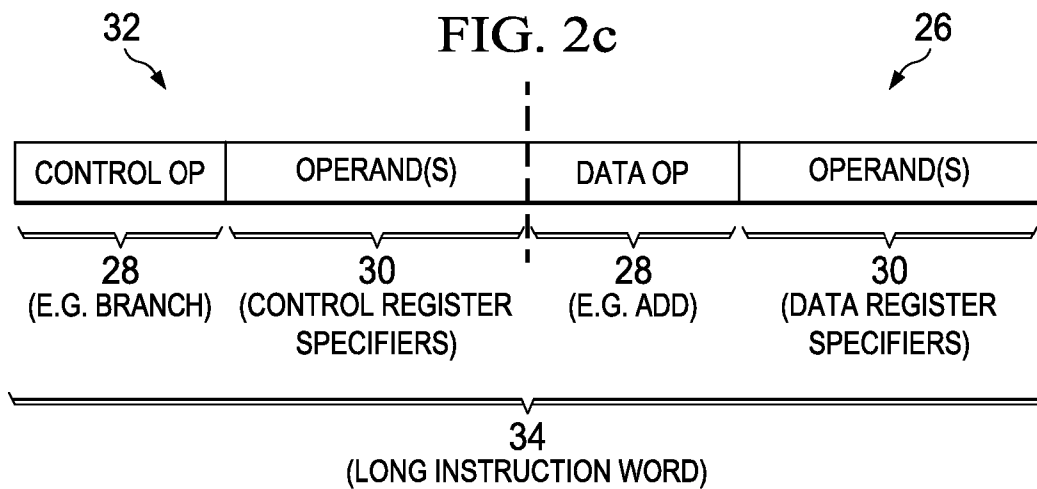 32 FIG. 2c 26
CONTROL OP OPERAND(S) DATA OP OPERAND(S)
28 30 28 30
(E.G. BRANCH) (CONTROL REGISTER (E.G. ADD) (DATA REGISTER
SPECIFIERS) SPECIFIERS)
34
(LONG INSTRUCTION WORD)